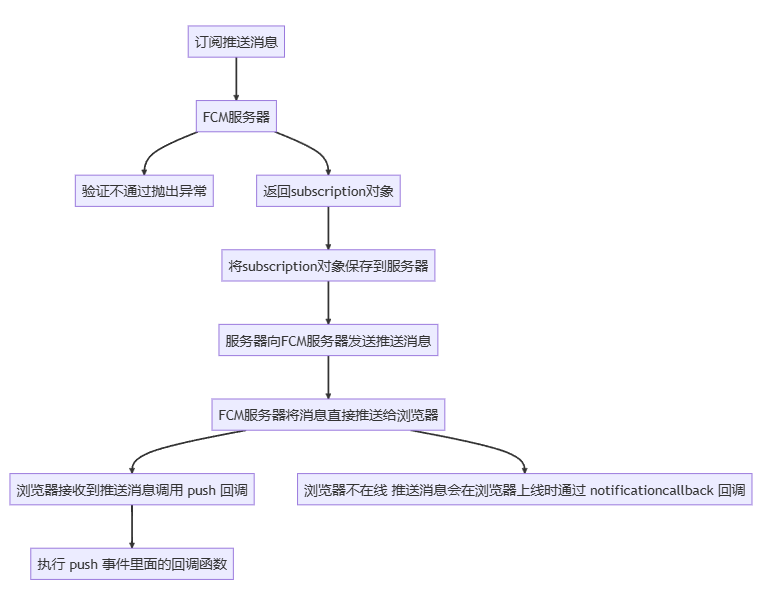 订阅推送消息
FCM服务器
验证不通过抛出异常
返回subscription对象
将subscription对象保存到服务器
服务器向FCM服务器发送推送消息
FCM服务器将消息直接推送给浏览器
浏览器接收到推送消息调用 push 回调
浏览器不在线 推送消息会在浏览器上线时通过 notificationcallback 回调
执行 push 事件里面的回调函数